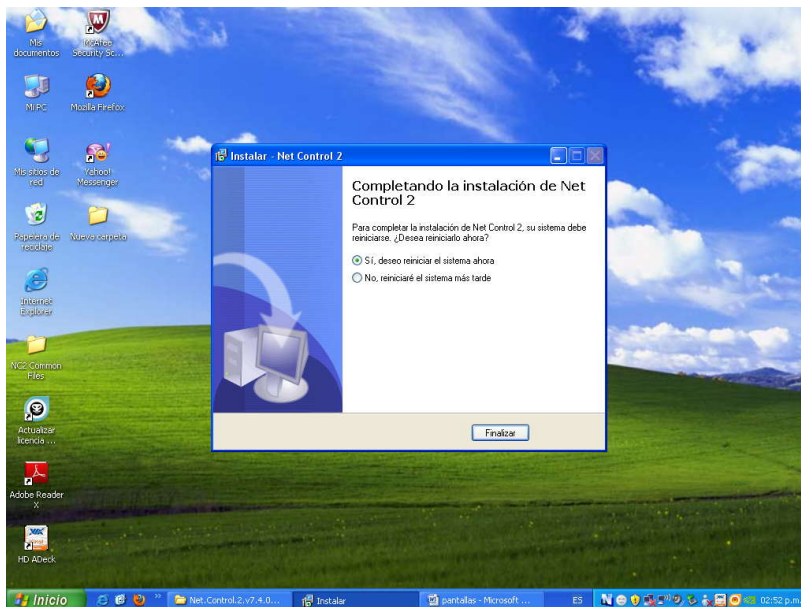 Mis documentos
McAfee Security Sc...
Mi PC
Mozilla Firefox
Mis sitios de red
Yahoo! Messenger
Papelera de reciclaje
Nueva carpeta
Internet Explorer
NC2 Common Files
Actualizar licencia ...
Adobe Reader X
HD ADeck
Instalar - Net Control 2
Completando la instalación de Net
Control 2
Para completar la instalación de Net Control 2, su sistema debe
reiniciarse. ¿Desea reiniciarlo ahora?
Sí, deseo reiniciar el sistema ahora
No, reiniciaré el sistema más tarde
Finalizar
Inicio
Net.Control.2.v7.4.0...
Instalar
pantallas - Microsoft ...
ES
02:52 p.m.